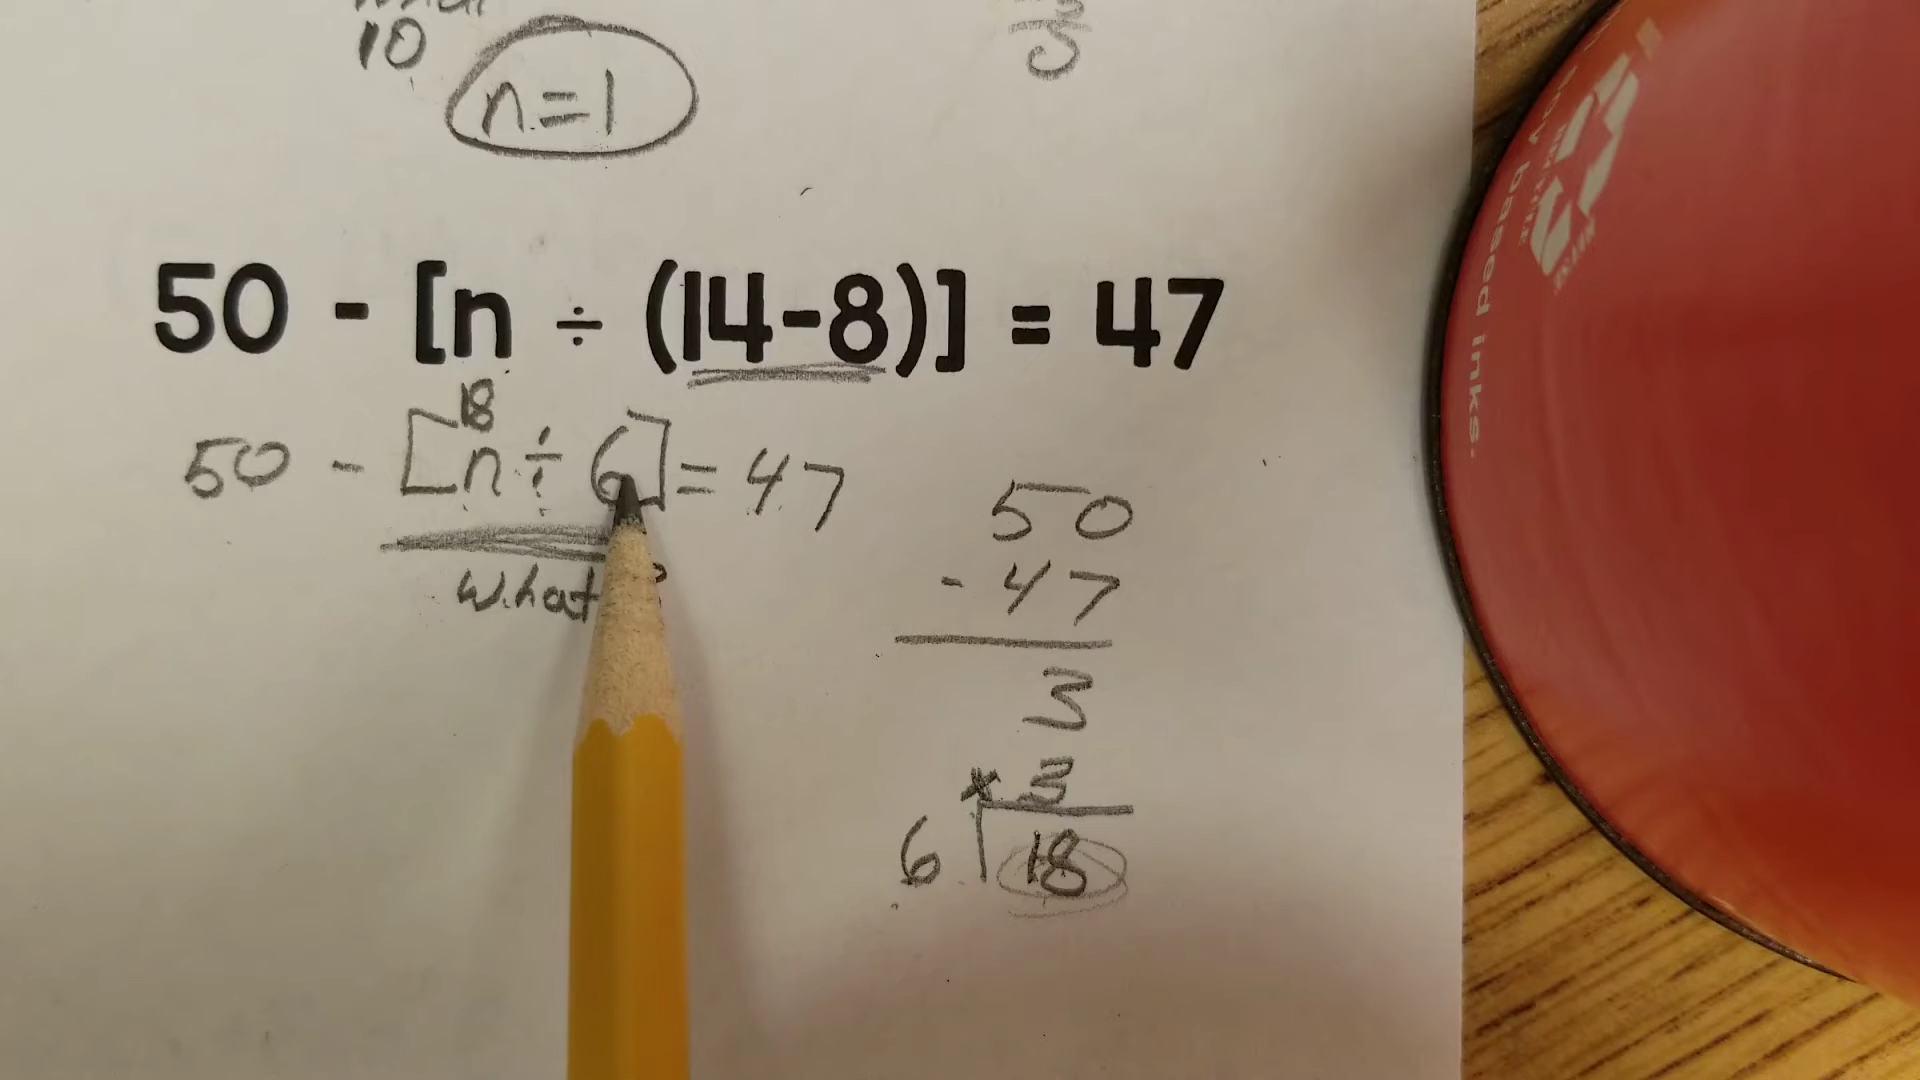 10
n=1
50 - [n ÷ (14-8)] = 47
18
50 - [n ÷ 6] = 47
what ?
50
- 47
3
× 3
6 18
based inks.